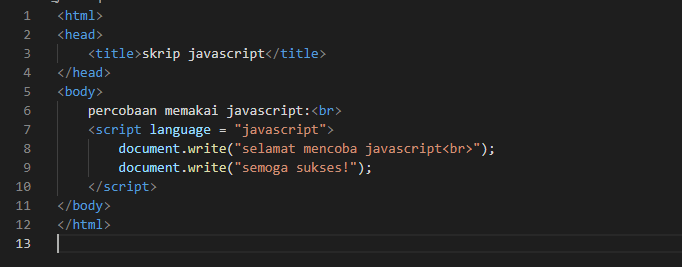 1 <html>
2 <head>
3     <title>skrip javascript</title>
4 </head>
5 <body>
6     percobaan memakai javascript:<br>
7     <script language = "javascript">
8         document.write("selamat mencoba javascript<br>");
9         document.write("semoga sukses!");
10     </script>
11 </body>
12 </html>
13